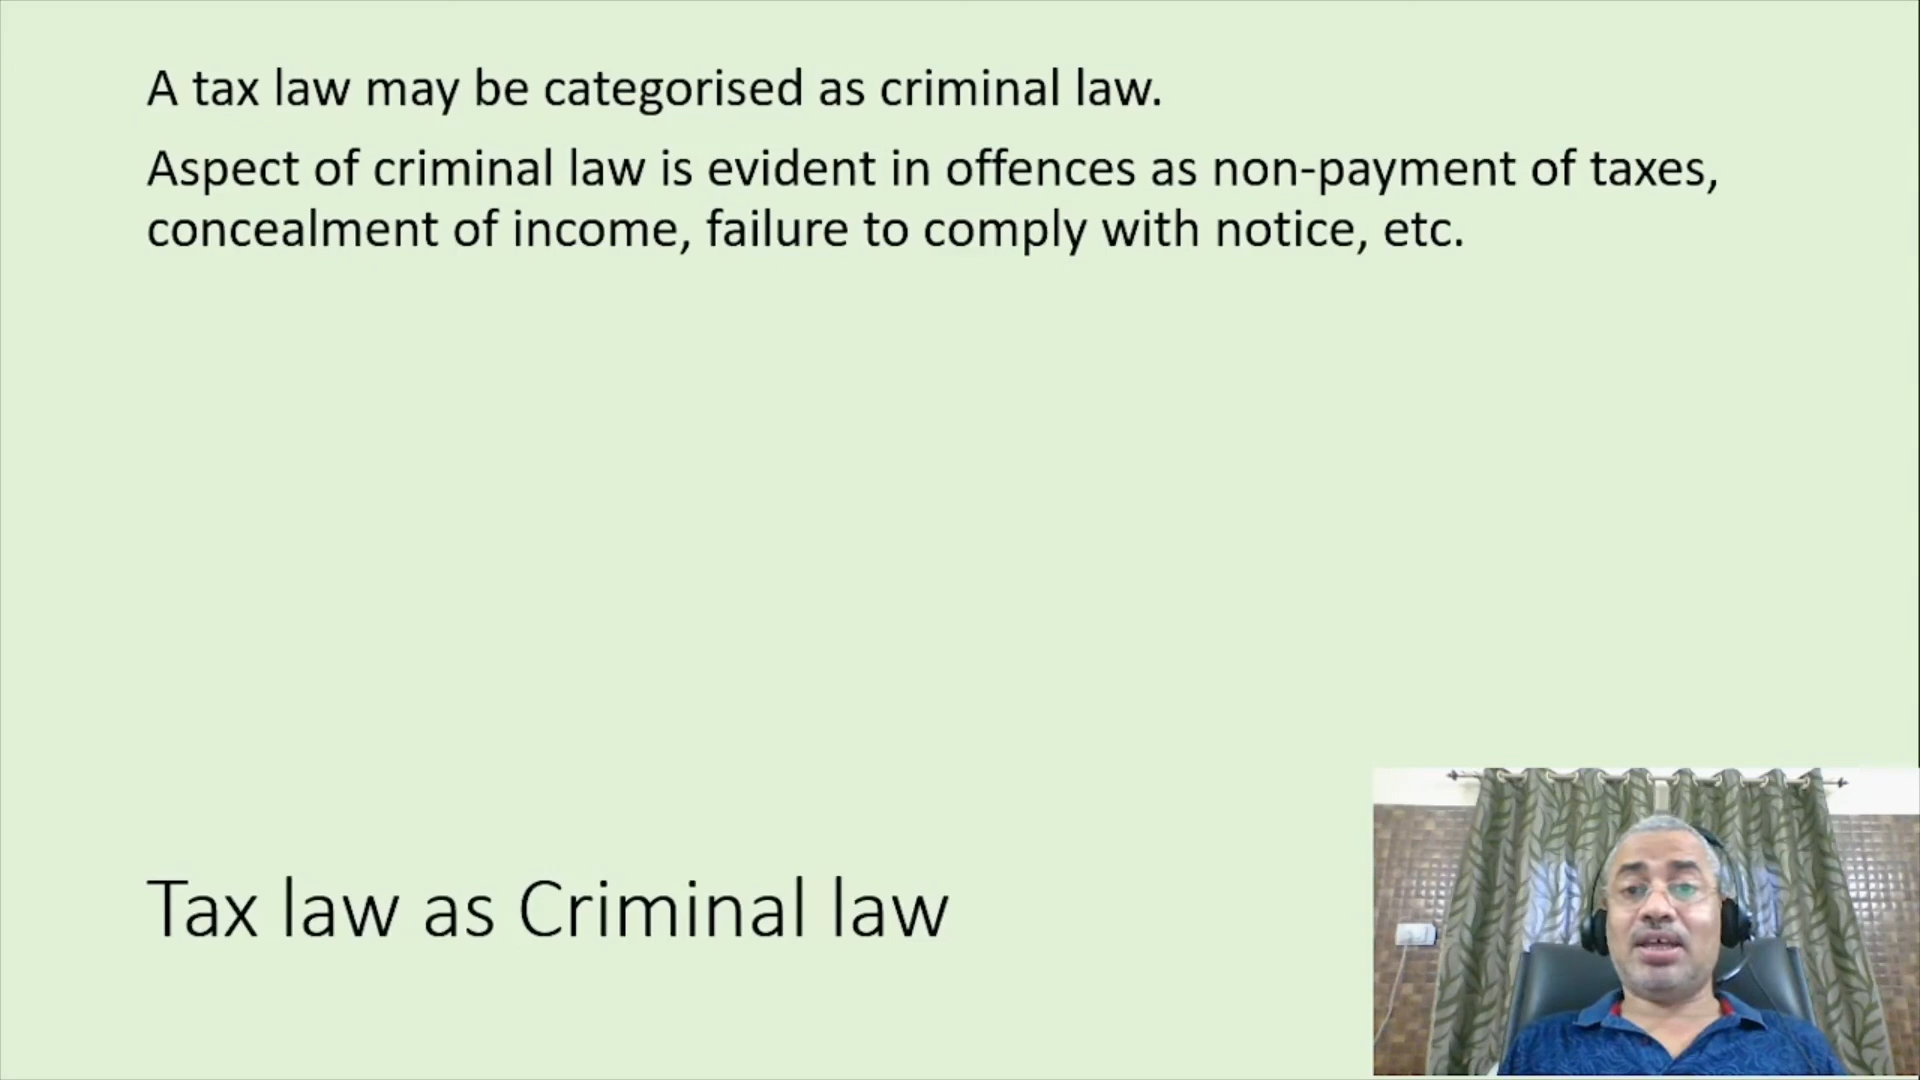 A tax law may be categorised as criminal law.
Aspect of criminal law is evident in offences as non-payment of taxes,
concealment of income, failure to comply with notice, etc.
Tax law as Criminal law